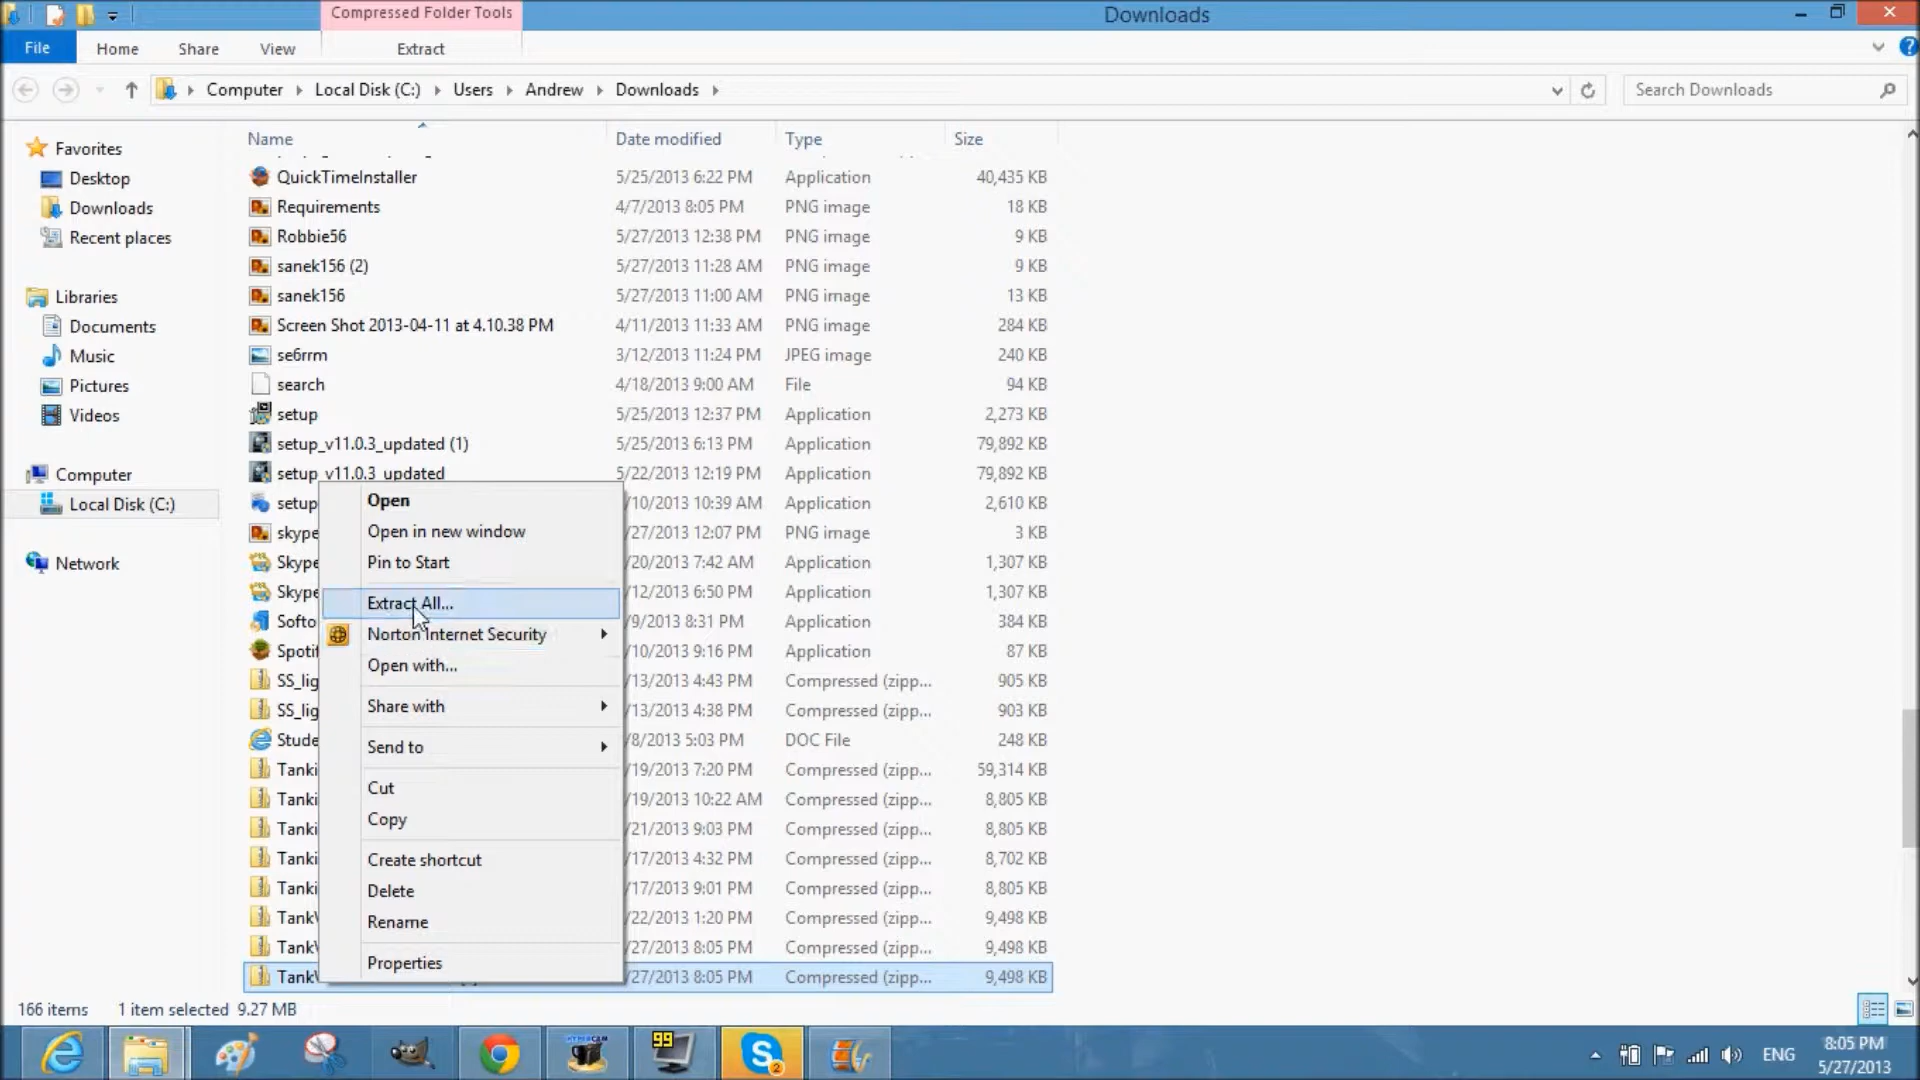 Compressed Folder Tools
Downloads
File Home Share View Extract
Computer Local Disk (C:) Users Andrew Downloads
Search Downloads
Name Date modified Type Size
Favorites
Desktop
Downloads
Recent places
Libraries
Documents
Music
Pictures
Videos
Computer
Local Disk (C:)
Network
QuickTimeInstaller 5/25/2013 6:22 PM Application 40,435 KB
Requirements 4/7/2013 8:05 PM PNG image 18 KB
Robbie56 5/27/2013 12:38 PM PNG image 9 KB
sanek156 (2) 5/27/2013 11:28 AM PNG image 9 KB
sanek156 5/27/2013 11:00 AM PNG image 13 KB
Screen Shot 2013-04-11 at 4.10.38 PM 4/11/2013 11:33 AM PNG image 284 KB
se6rrm 3/12/2013 11:24 PM JPEG image 240 KB
search 4/18/2013 9:00 AM File 94 KB
setup 5/25/2013 12:37 PM Application 2,273 KB
setup_v11.0.3_updated (1) 5/25/2013 6:13 PM Application 79,892 KB
setup_v11.0.3_updated 5/22/2013 12:19 PM Application 79,892 KB
setup /10/2013 10:39 AM Application 2,610 KB
skype /27/2013 12:07 PM PNG image 3 KB
Skype /20/2013 7:42 AM Application 1,307 KB
Skype /12/2013 6:50 PM Application 1,307 KB
Softo /9/2013 8:31 PM Application 384 KB
Spotif /10/2013 9:16 PM Application 87 KB
SS_lig /13/2013 4:43 PM Compressed (zipp... 905 KB
SS_lig /13/2013 4:38 PM Compressed (zipp... 903 KB
Stude /8/2013 5:03 PM DOC File 248 KB
Tanki /19/2013 7:20 PM Compressed (zipp... 59,314 KB
Tanki /19/2013 10:22 AM Compressed (zipp... 8,805 KB
Tanki /21/2013 9:03 PM Compressed (zipp... 8,805 KB
Tanki /17/2013 4:32 PM Compressed (zipp... 8,702 KB
Tanki /17/2013 9:01 PM Compressed (zipp... 8,805 KB
Tank /22/2013 1:20 PM Compressed (zipp... 9,498 KB
Tank /27/2013 8:05 PM Compressed (zipp... 9,498 KB
Tank /27/2013 8:05 PM Compressed (zipp... 9,498 KB
Open
Open in new window
Pin to Start
Extract All...
Norton Internet Security
Open with...
Share with
Send to
Cut
Copy
Create shortcut
Delete
Rename
Properties
166 items 1 item selected 9.27 MB
HYPERCAM
99
2
ENG
8:05 PM
5/27/2013